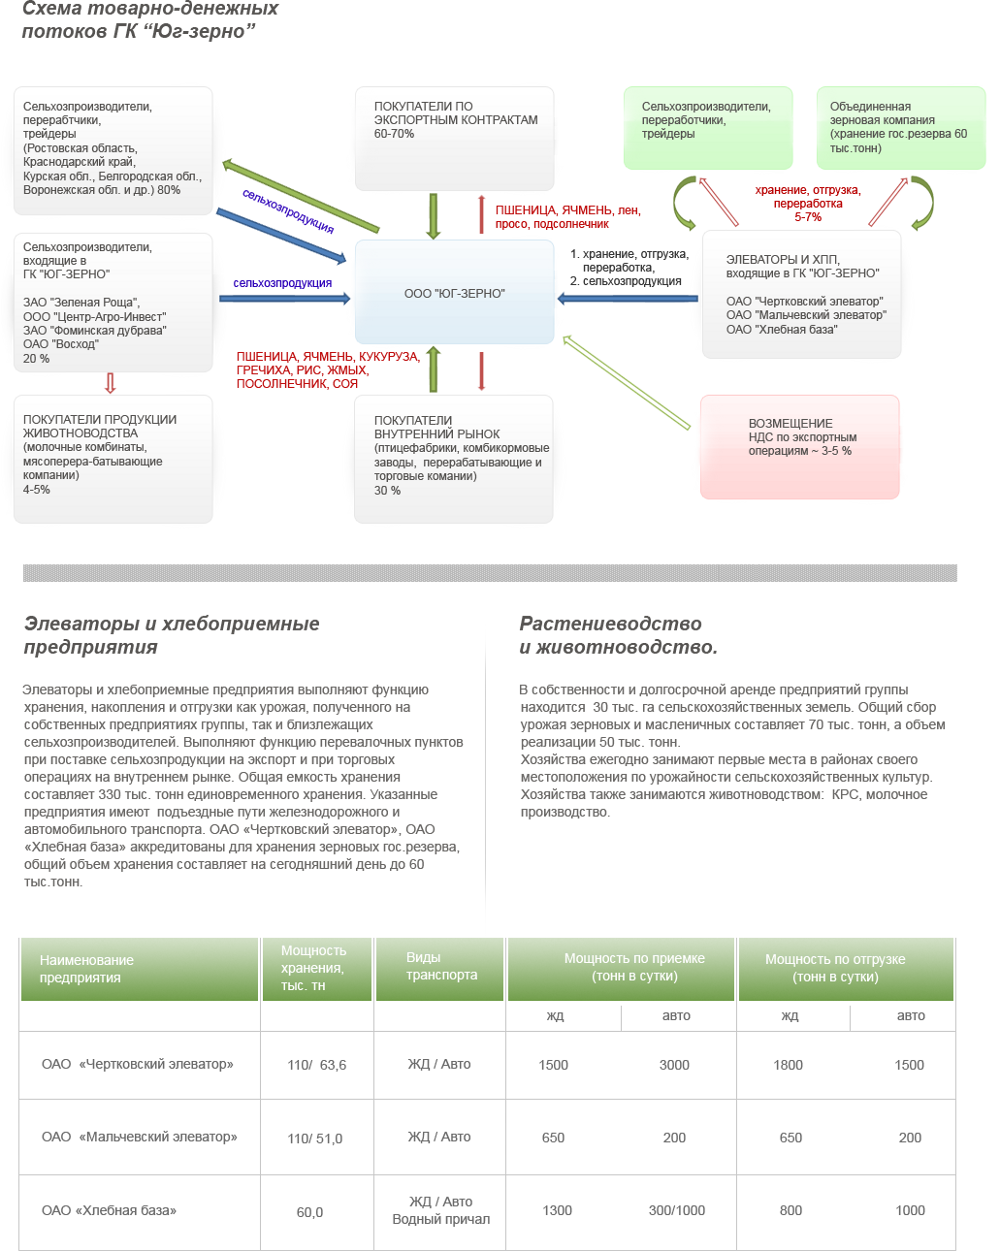 Схема товарно-денежных
потоков ГК “Юг-зерно”
Сельхозпроизводители,
перерабтчики,
трейдеры
(Ростовская область,
Краснодарский край,
Курская обл., Белгородская обл.,
Воронежская обл. и др.) 80%
ПОКУПАТЕЛИ ПО
ЭКСПОРТНЫМ КОНТРАКТАМ
60-70%
Сельхозпроизводители,
переработчики,
трейдеры
Объединенная
зерновая компания
(хранение гос.резерва 60
тыс.тонн)
сельхозпродукция
ПШЕНИЦА, ЯЧМЕНЬ, лен,
просо, подсолнечник
хранение, отгрузка,
переработка
5-7%
Сельхозпроизводители,
входящие в
ГК "ЮГ-ЗЕРНО"
ЗАО "Зеленая Роща",
ООО "Центр-Агро-Инвест"
ЗАО "Фоминская дубрава"
ОАО "Восход"
20 %
сельхозпродукция
ООО "ЮГ-ЗЕРНО"
1. хранение, отгрузка,
переработка,
2. сельхозпродукция
ЭЛЕВАТОРЫ И ХПП,
входящие в ГК "ЮГ-ЗЕРНО"
ОАО "Чертковский элеватор"
ОАО "Мальчевский элеватор"
ОАО "Хлебная база"
ПШЕНИЦА, ЯЧМЕНЬ, КУКУРУЗА,
ГРЕЧИХА, РИС, ЖМЫХ,
ПОСОЛНЕЧНИК, СОЯ
ПОКУПАТЕЛИ ПРОДУКЦИИ
ЖИВОТНОВОДСТВА
(молочные комбинаты,
мясоперера-батывающие
компании)
4-5%
ПОКУПАТЕЛИ
ВНУТРЕННИЙ РЫНОК
(птицефабрики, комбикормовые
заводы, перерабатывающие и
торговые комании)
30 %
ВОЗМЕЩЕНИЕ
НДС по экспортным
операциям ~ 3-5 %
Элеваторы и хлебоприемные
предприятия
Элеваторы и хлебоприемные предприятия выполняют функцию
хранения, накопления и отгрузки как урожая, полученного на
собственных предприятиях группы, так и близлежащих
сельхозпроизводителей. Выполняют функцию перевалочных пунктов
при поставке сельхозпродукции на экспорт и при торговых
операциях на внутреннем рынке. Общая емкость хранения
составляет 330 тыс. тонн единовременного хранения. Указанные
предприятия имеют подъездные пути железнодорожного и
автомобильного транспорта. ОАО «Чертковский элеватор», ОАО
«Хлебная база» аккредитованы для хранения зерновых гос.резерва,
общий объем хранения составляет на сегодняшний день до 60
тыс.тонн.
Растениеводство
и животноводство.
В собственности и долгосрочной аренде предприятий группы
находится 30 тыс. га сельскохозяйственных земель. Общий сбор
урожая зерновых и масленичных составляет 70 тыс. тонн, а объем
реализации 50 тыс. тонн.
Хозяйства ежегодно занимают первые места в районах своего
местоположения по урожайности сельскохозяйственных культур.
Хозяйства также занимаются животноводством: КРС, молочное
производство.
Наименование
предприятия
Мощность
хранения,
тыс. тн
Виды
транспорта
Мощность по приемке
(тонн в сутки)
Мощность по отгрузке
(тонн в сутки)
жд авто жд авто
ОАО «Чертковский элеватор» 110/ 63,6 ЖД / Авто 1500 3000 1800 1500
ОАО «Мальчевский элеватор» 110/ 51,0 ЖД / Авто 650 200 650 200
ОАО «Хлебная база» 60,0 ЖД / Авто
Водный причал 1300 300/1000 800 1000